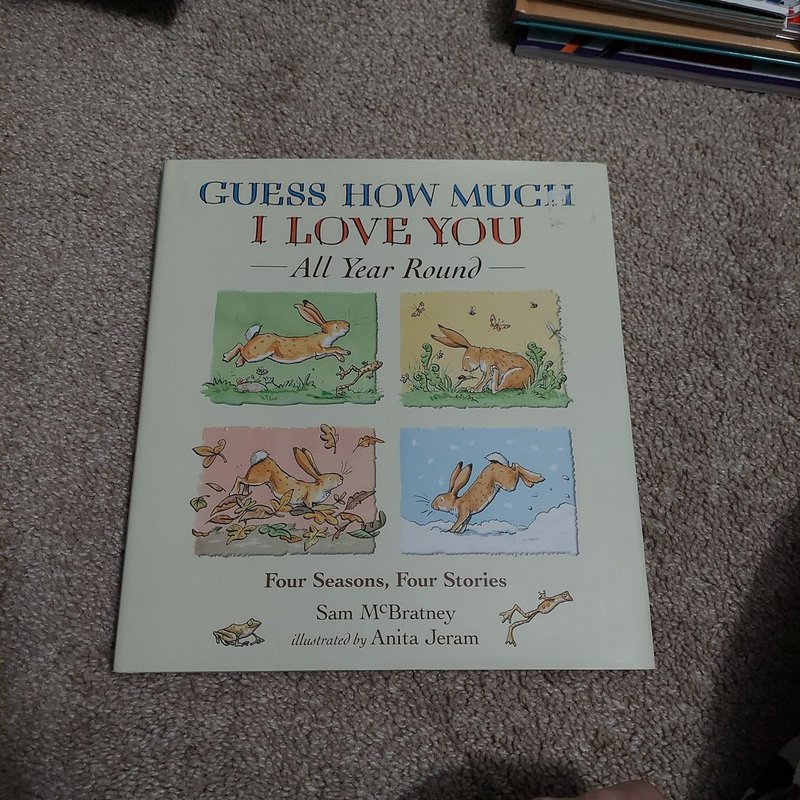 GUESS HOW MUCH
I LOVE YOU
All Year Round
Four Seasons, Four Stories
Sam McBratney
illustrated by Anita Jeram